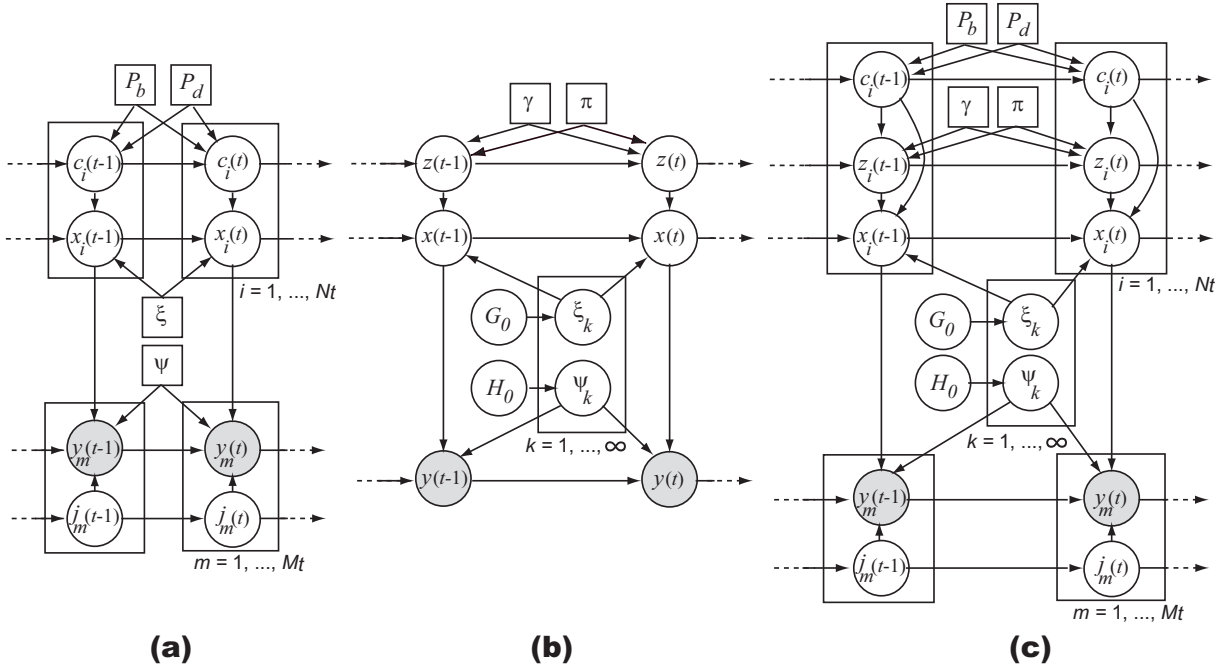 P_b P_d
c_i(t-1) c_i(t)
x_i(t-1) x_i(t)
i = 1, ..., Nt
ξ
ψ
y_m(t-1) y_m(t)
j_m(t-1) j_m(t)
m = 1, ..., Mt
(a)
γ π
z(t-1) z(t)
x(t-1) x(t)
G_0 ξ_k
H_0 ψ_k
k = 1, ..., ∞
y(t-1) y(t)
(b)
P_b P_d
c_i(t-1) c_i(t)
γ π
z_i(t-1) z_i(t)
x_i(t-1) x_i(t)
i = 1, ..., Nt
G_0 ξ_k
H_0 ψ_k
k = 1, ..., ∞
y_m(t-1) y_m(t)
j_m(t-1) j_m(t)
m = 1, ..., Mt
(c)